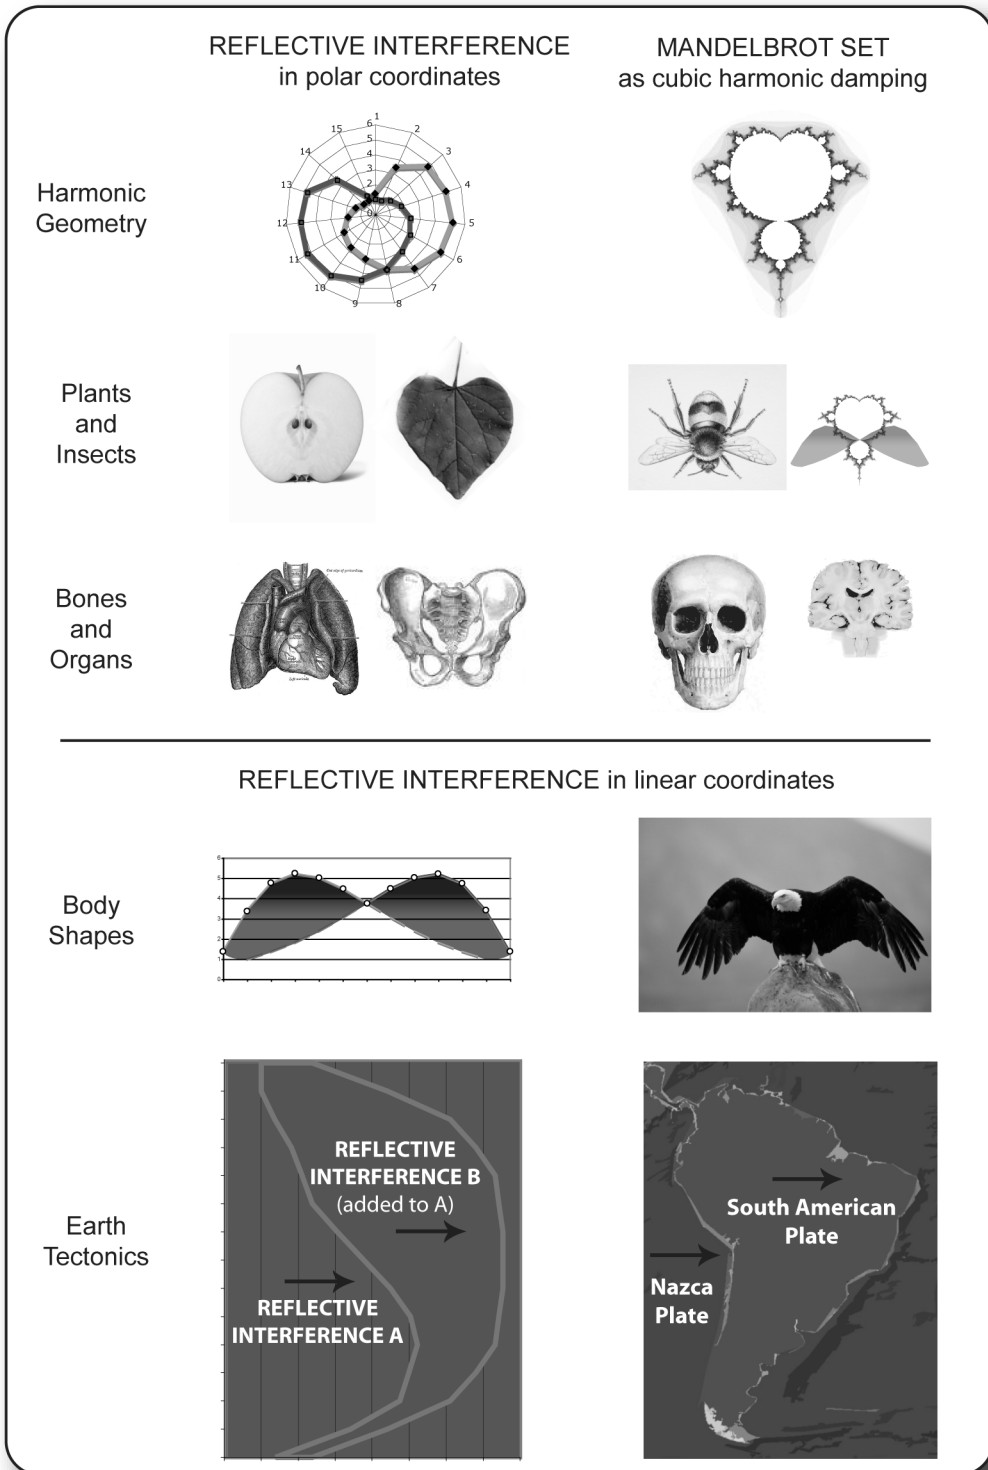 REFLECTIVE INTERFERENCE
in polar coordinates
MANDELBROT SET
as cubic harmonic damping
Harmonic
Geometry
1
2
3
4
5
6
7
8
9
10
11
12
13
14
15
6
5
4
3
2
0
Plants
and
Insects
Bones
and
Organs
REFLECTIVE INTERFERENCE in linear coordinates
Body
Shapes
6
5
4
3
2
1
0
Earth
Tectonics
REFLECTIVE
INTERFERENCE B
(added to A)
REFLECTIVE
INTERFERENCE A
South American
Plate
Nazca
Plate